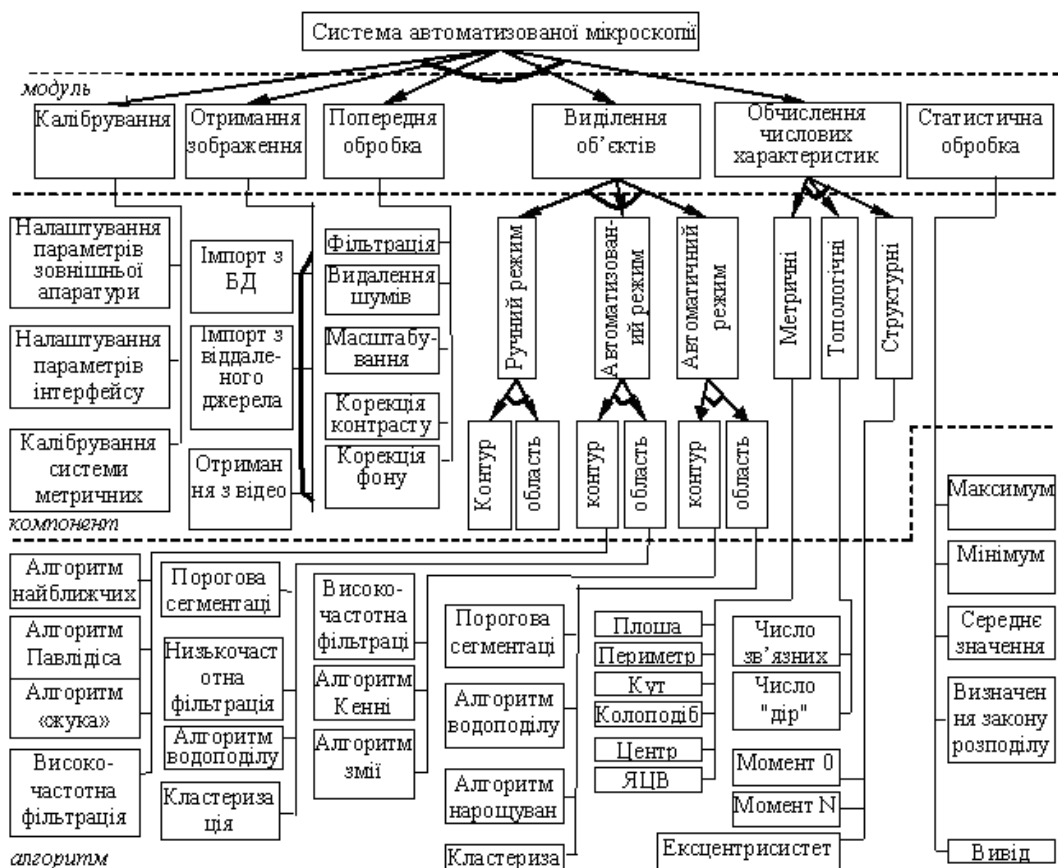 Система автоматизованої мікроскопії
модуль
Калібрування
Отримання
зображення
Попередня
обробка
Виділення
об’єктів
Обчислення
числових
характеристик
Статистична
обробка
Налаштування
параметрів
зовнішньої
апаратури
Налаштування
параметрів
інтерфейсу
Калібрування
системи
метричних
Імпорт з
БД
Імпорт з
віддале-
ного
джерела
Отриман
ня з відео
Фільтрація
Видалення
шумів
Масштабу-
вання
Корекція
контрасту
Корекція
фону
Ручний режим
Автоматизован-
ий режим
Автоматичний
режим
Метричні
Топологічні
Структурні
Контур
область
контур
область
контур
область
компонент
Алгоритм
найближчих
Алгоритм
Павлідіса
Алгоритм
«жука»
Високо-
частотна
фільтрація
Порогова
сегментаці
Низькочаст
отна
фільтрація
Алгоритм
водоподілу
Кластериза
ція
Високо-
частотна
фільтраці
Алгоритм
Кенні
Алгоритм
змії
Порогова
сегментаці
Алгоритм
водоподілу
Алгоритм
нарощуван
Кластериза
Плоша
Периметр
Кут
Колоподіб
Центр
ЯЦВ
Число
зв’язних
Число
"дір"
Момент 0
Момент N
Ексцентрисистет
Максимум
Мінімум
Середнє
значення
Визначен
ня закону
розподілу
Вивід
алгоритм